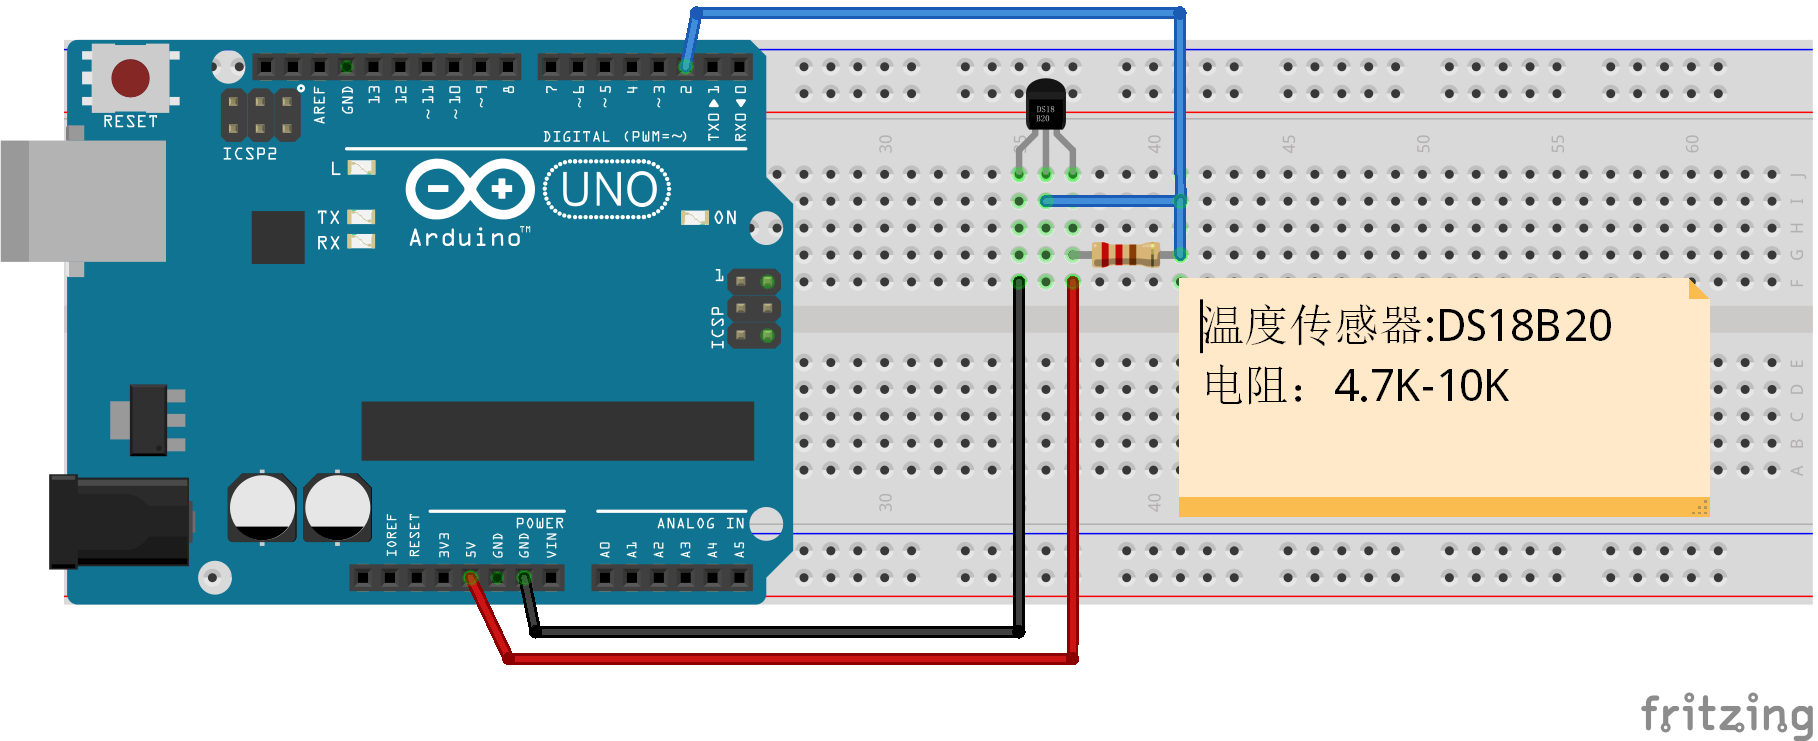 RESET
ICSP2
AREF
GND
13
12
~11
~10
~9
8
7
~6
~5
4
~3
2
TX0▶1
RX0◀0
DIGITAL (PWM=~)
L
TX
RX
UNO
Arduino™
ON
1
ICSP
IOREF
RESET
3V3
5V
GND
GND
VIN
POWER
ANALOG IN
A0
A1
A2
A3
A4
A5
DS18
B20
30
35
40
45
50
55
60
J
I
H
G
F
E
D
C
B
A
30
40
温度传感器:DS18B20
电阻：4.7K-10K
fritzing